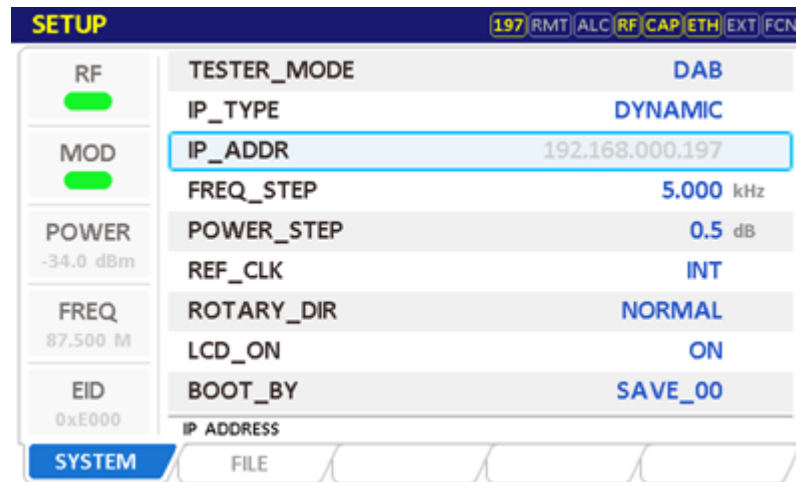 SETUP 197 RMT ALC RF CAP ETH EXT FCN
RF
MOD
POWER
-34.0 dBm
FREQ
87.500 M
EID
0xE000
TESTER_MODE DAB
IP_TYPE DYNAMIC
IP_ADDR 192.168.000.197
FREQ_STEP 5.000 kHz
POWER_STEP 0.5 dB
REF_CLK INT
ROTARY_DIR NORMAL
LCD_ON ON
BOOT_BY SAVE_00
IP ADDRESS
SYSTEM FILE